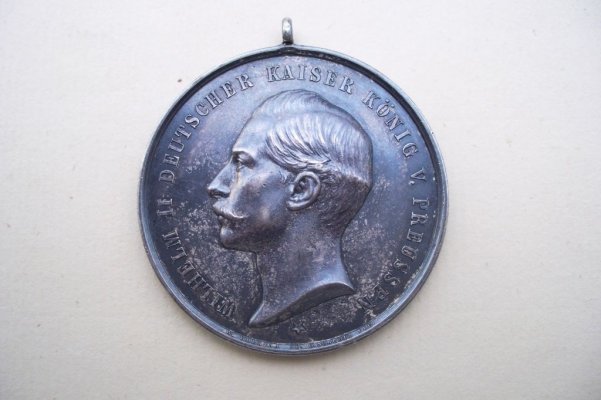 WILHELM II DEUTSCHER KAISER KÖNIG V. PREUSSEN